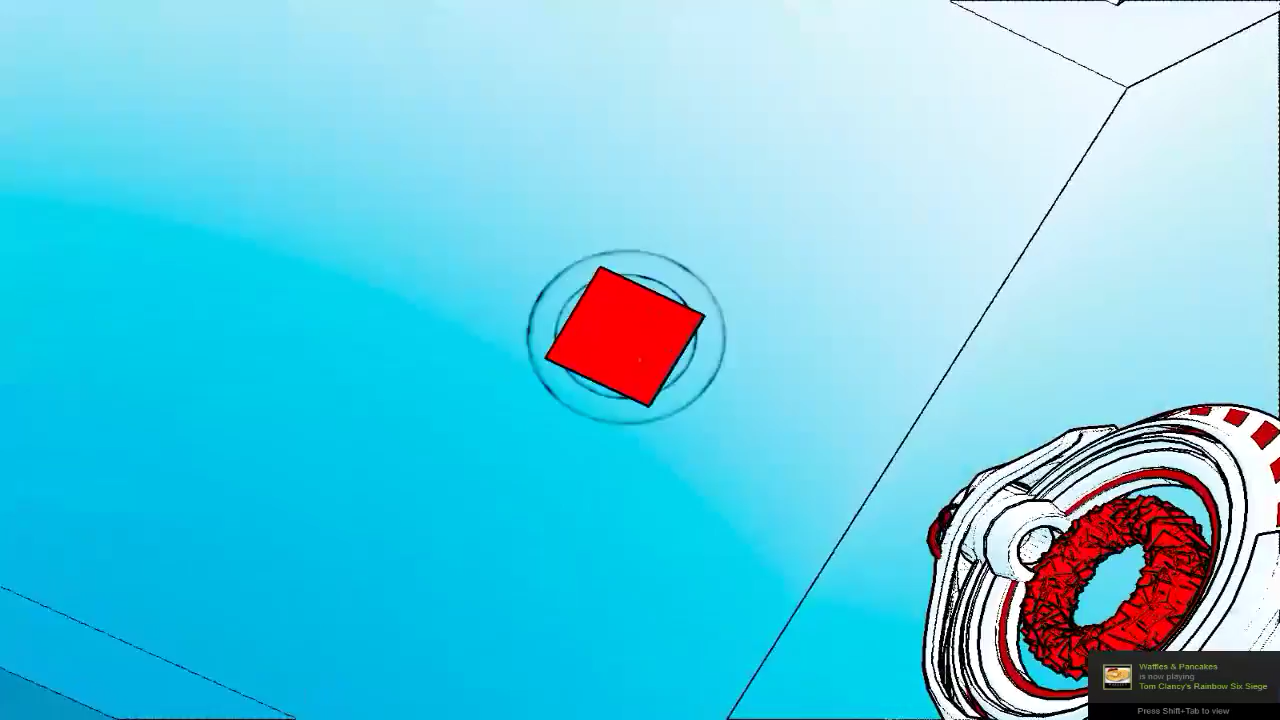 Waffles & Pancakes
is now playing
Tom Clancy's Rainbow Six Siege
Press Shift+Tab to view